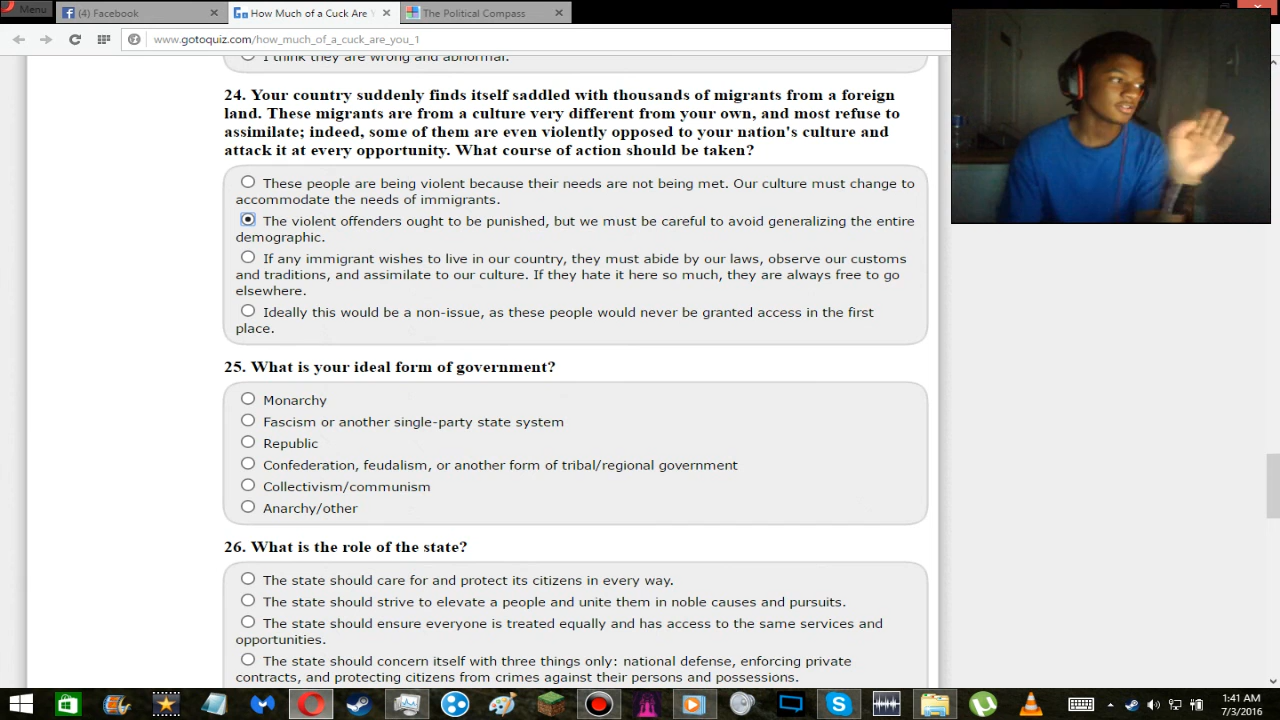 Menu
(4) Facebook
How Much of a Cuck Are Y
The Political Compass
www.gotoquiz.com/how_much_of_a_cuck_are_you_1
I think they are wrong and abnormal.
24. Your country suddenly finds itself saddled with thousands of migrants from a foreign
land. These migrants are from a culture very different from your own, and most refuse to
assimilate; indeed, some of them are even violently opposed to your nation's culture and
attack it at every opportunity. What course of action should be taken?
These people are being violent because their needs are not being met. Our culture must change to
accommodate the needs of immigrants.
The violent offenders ought to be punished, but we must be careful to avoid generalizing the entire
demographic.
If any immigrant wishes to live in our country, they must abide by our laws, observe our customs
and traditions, and assimilate to our culture. If they hate it here so much, they are always free to go
elsewhere.
Ideally this would be a non-issue, as these people would never be granted access in the first
place.
25. What is your ideal form of government?
Monarchy
Fascism or another single-party state system
Republic
Confederation, feudalism, or another form of tribal/regional government
Collectivism/communism
Anarchy/other
26. What is the role of the state?
The state should care for and protect its citizens in every way.
The state should strive to elevate a people and unite them in noble causes and pursuits.
The state should ensure everyone is treated equally and has access to the same services and
opportunities.
The state should concern itself with three things only: national defense, enforcing private
contracts, and protecting citizens from crimes against their persons and possessions.
1:41 AM
7/3/2016